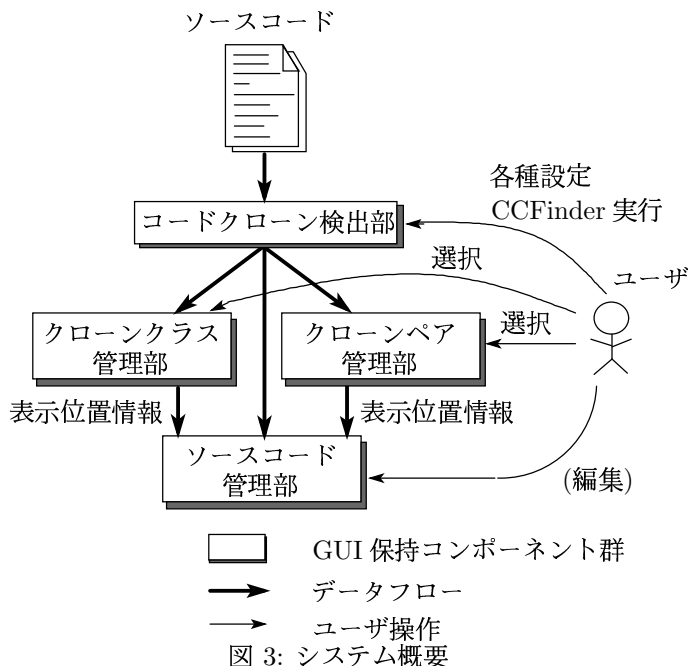 ソースコード
各種設定
CCFinder 実行
コードクローン検出部
選択
ユーザ
クローンクラス
管理部
クローンペア
管理部
選択
表示位置情報
表示位置情報
ソースコード
管理部
(編集)
GUI 保持コンポーネント群
データフロー
ユーザ操作
図 3: システム概要